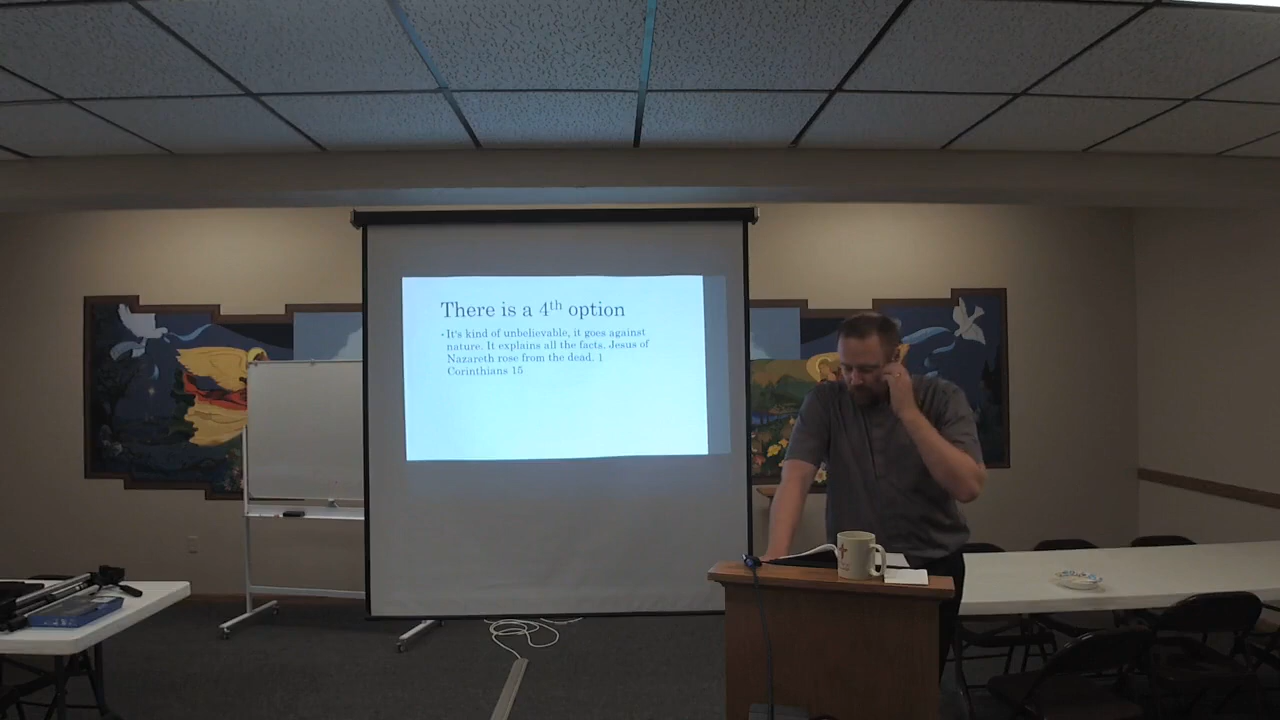 There is a 4th option
•It's kind of unbelievable, it goes against
nature. It explains all the facts. Jesus of
Nazareth rose from the dead. 1
Corinthians 15